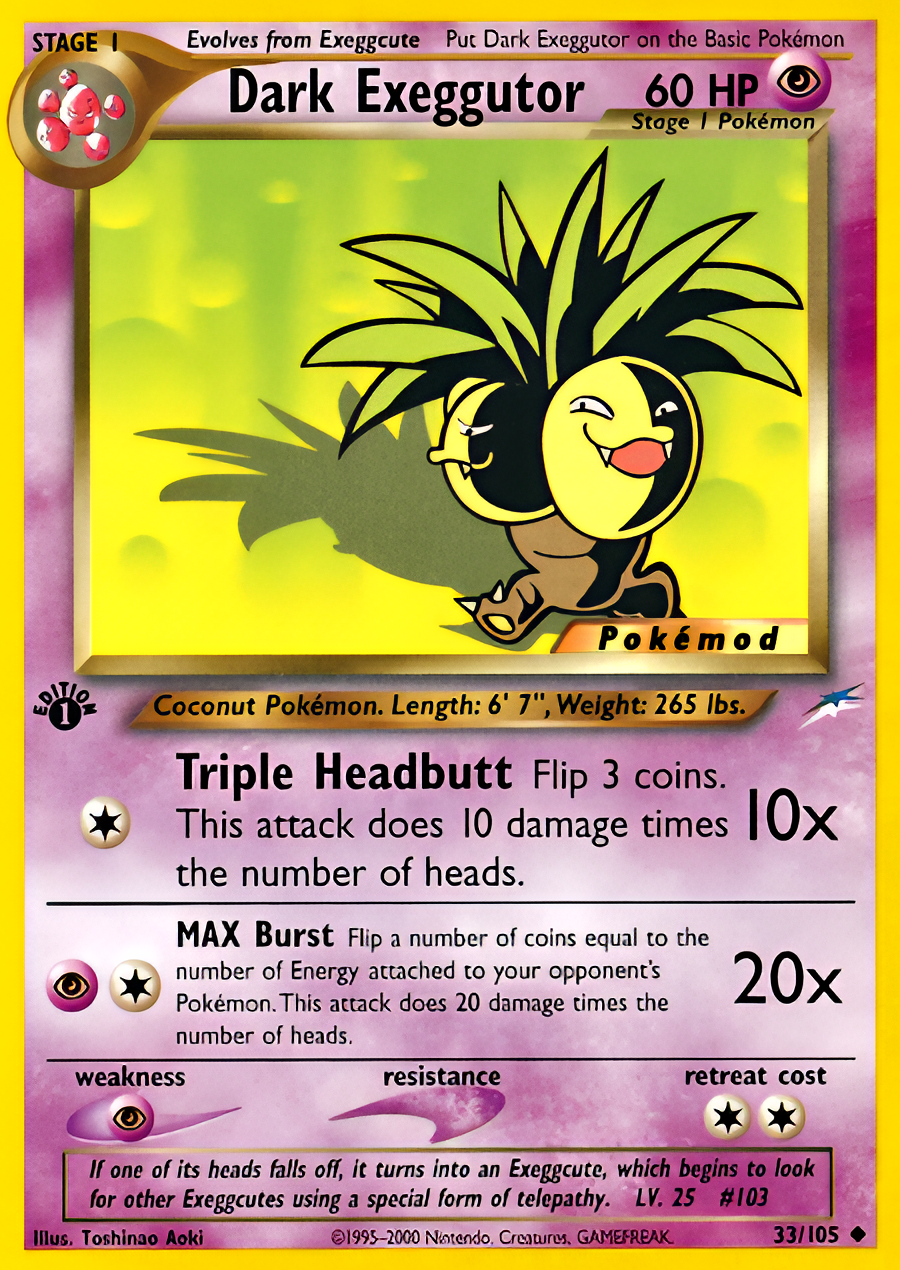 STAGE 1 Evolves from Exeggcute Put Dark Exeggutor on the Basic Pokémon
Dark Exeggutor 60 HP
Stage 1 Pokémon
Pokémod
EDITION
1
Coconut Pokémon. Length: 6' 7", Weight: 265 lbs.
Triple Headbutt Flip 3 coins.
This attack does 10 damage times 10x
the number of heads.
MAX Burst Flip a number of coins equal to the
number of Energy attached to your opponent's
Pokémon. This attack does 20 damage times the 20x
number of heads.
weakness resistance retreat cost
If one of its heads falls off, it turns into an Exeggcute, which begins to look
for other Exeggcutes using a special form of telepathy. LV. 25 #103
Illus. Toshinao Aoki ©1995-2000 Nintendo, Creatures, GAMEFREAK. 33/105